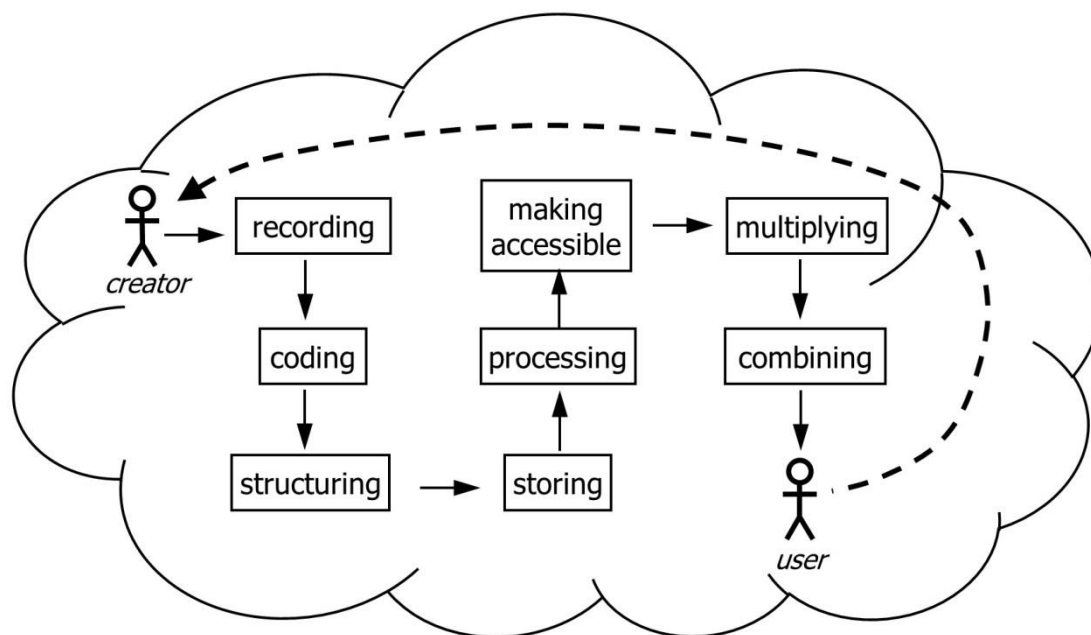 creator
recording
coding
structuring
storing
processing
making
accessible
multiplying
combining
user